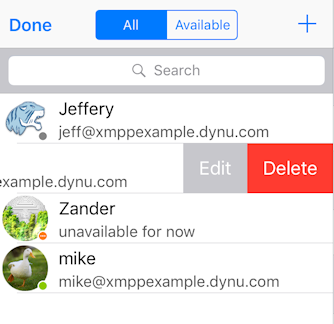 Done
All
Available
Search
Jeffery
jeff@xmppexample.dynu.com
example.dynu.com
Edit
Delete
Zander
unavailable for now
mike
mike@xmppexample.dynu.com